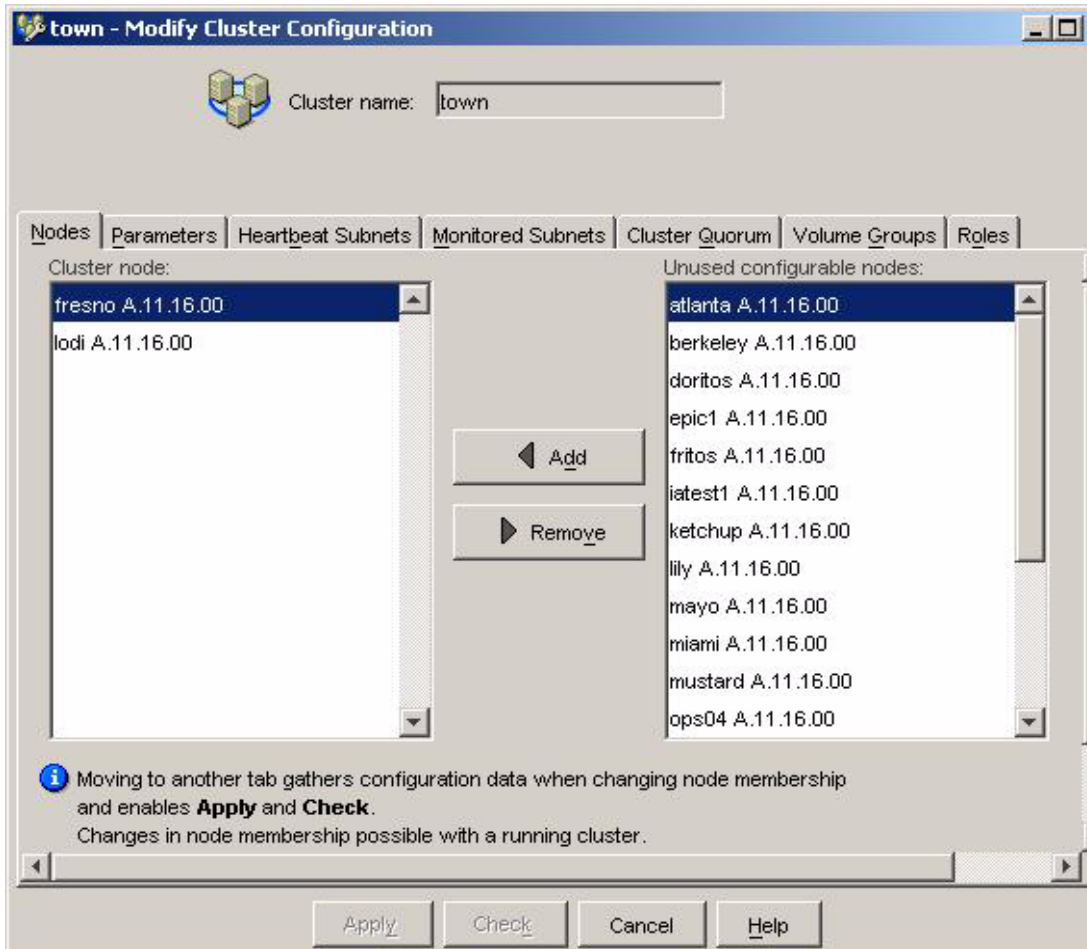 town - Modify Cluster Configuration
Cluster name: town
Nodes Parameters Heartbeat Subnets Monitored Subnets Cluster Quorum Volume Groups Roles
Cluster node:
fresno A.11.16.00
lodi A.11.16.00
Add
Remove
Unused configurable nodes:
atlanta A.11.16.00
berkeley A.11.16.00
doritos A.11.16.00
epic1 A.11.16.00
fritos A.11.16.00
iatest1 A.11.16.00
ketchup A.11.16.00
lily A.11.16.00
mayo A.11.16.00
miami A.11.16.00
mustard A.11.16.00
ops04 A.11.16.00
Moving to another tab gathers configuration data when changing node membership
and enables Apply and Check.
Changes in node membership possible with a running cluster.
Apply Check Cancel Help